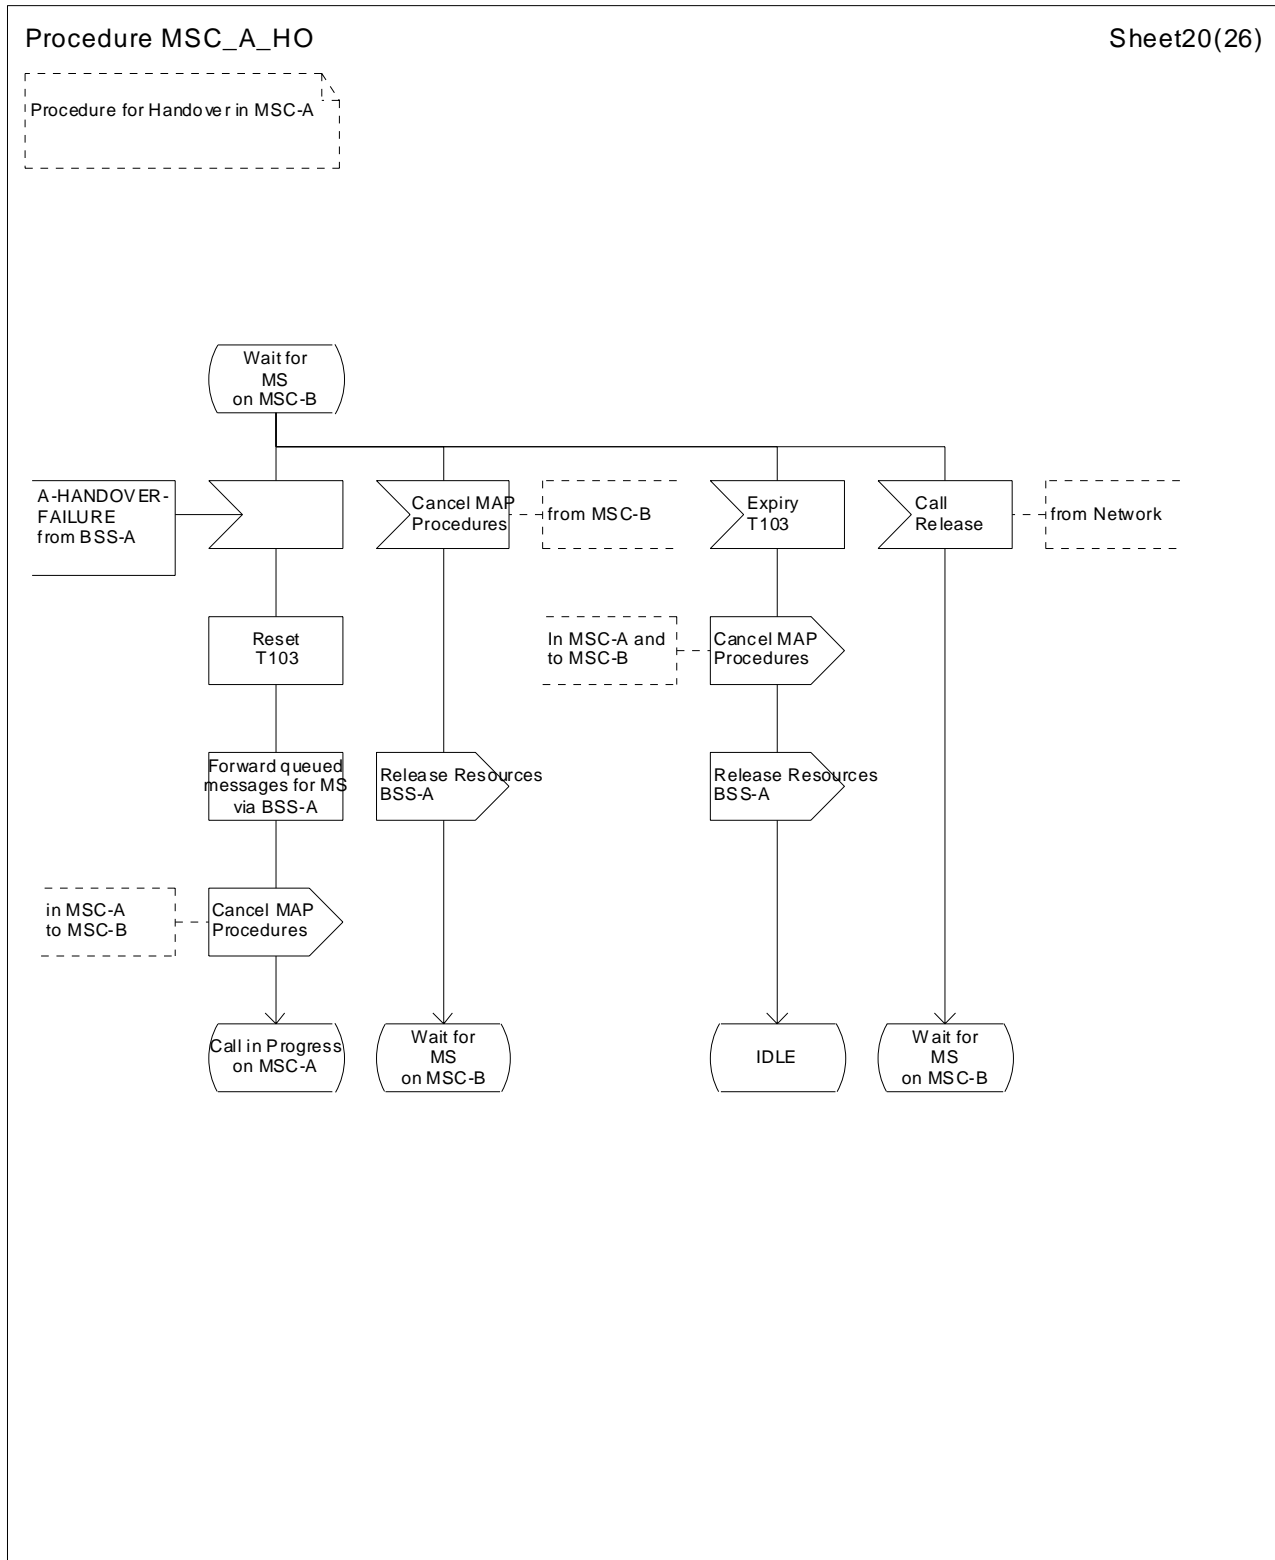 Procedure MSC_A_HO
Sheet20(26)
Procedure for Handover in MSC-A
Wait for
MS
on MSC-B
A-HANDOVER-
FAILURE
from BSS-A
Cancel MAP
Procedures
from MSC-B
Expiry
T103
Call
Release
from Network
Reset
T103
In MSC-A and
to MSC-B
Cancel MAP
Procedures
Forward queued
messages for MS
via BSS-A
Release Resources
BSS-A
Release Resources
BSS-A
in MSC-A
to MSC-B
Cancel MAP
Procedures
Call in Progress
on MSC-A
Wait for
MS
on MSC-B
IDLE
Wait for
MS
on MSC-B